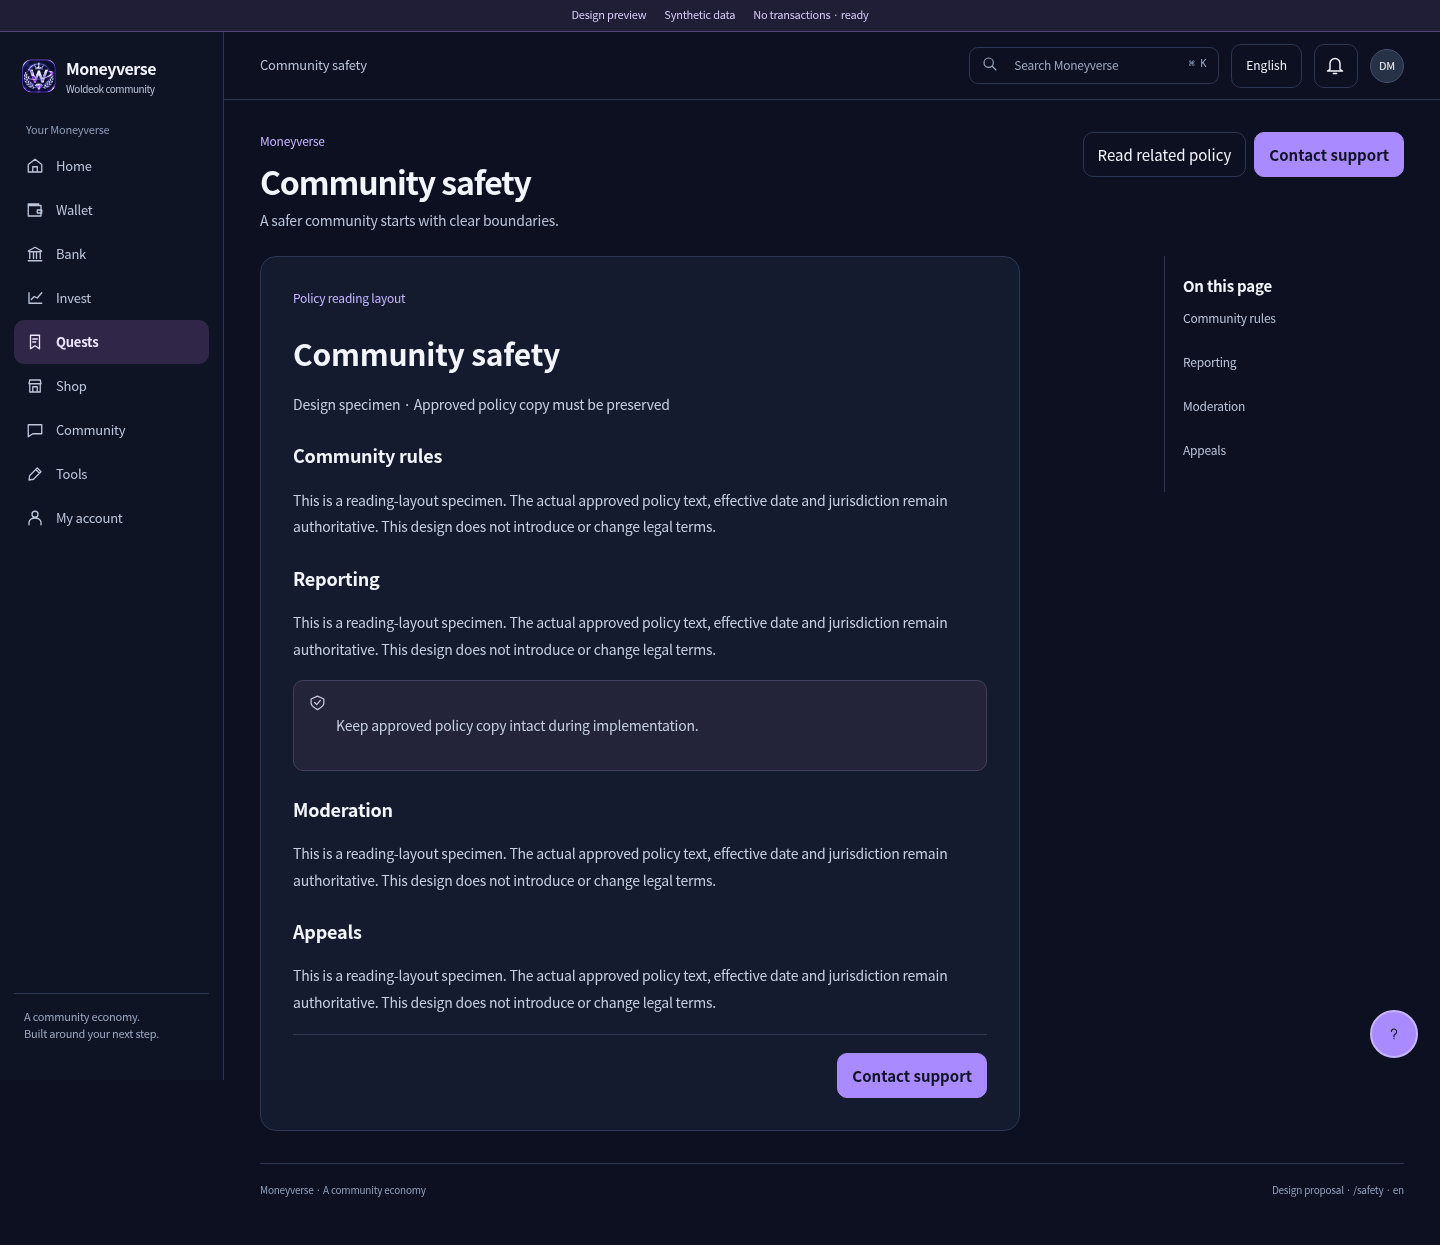 Design preview Synthetic data No transactions · ready
Moneyverse
Woldeok community
Your Moneyverse
Home
Wallet
Bank
Invest
Quests
Shop
Community
Tools
My account
A community economy.
Built around your next step.
Community safety
Search Moneyverse ⌘ K
English
DM
Moneyverse
Community safety
A safer community starts with clear boundaries.
Read related policy
Contact support
Policy reading layout
Community safety
Design specimen · Approved policy copy must be preserved
Community rules
This is a reading-layout specimen. The actual approved policy text, effective date and jurisdiction remain
authoritative. This design does not introduce or change legal terms.
Reporting
This is a reading-layout specimen. The actual approved policy text, effective date and jurisdiction remain
authoritative. This design does not introduce or change legal terms.
Keep approved policy copy intact during implementation.
Moderation
This is a reading-layout specimen. The actual approved policy text, effective date and jurisdiction remain
authoritative. This design does not introduce or change legal terms.
Appeals
This is a reading-layout specimen. The actual approved policy text, effective date and jurisdiction remain
authoritative. This design does not introduce or change legal terms.
Contact support
On this page
Community rules
Reporting
Moderation
Appeals
?
Moneyverse · A community economy
Design proposal · /safety · en